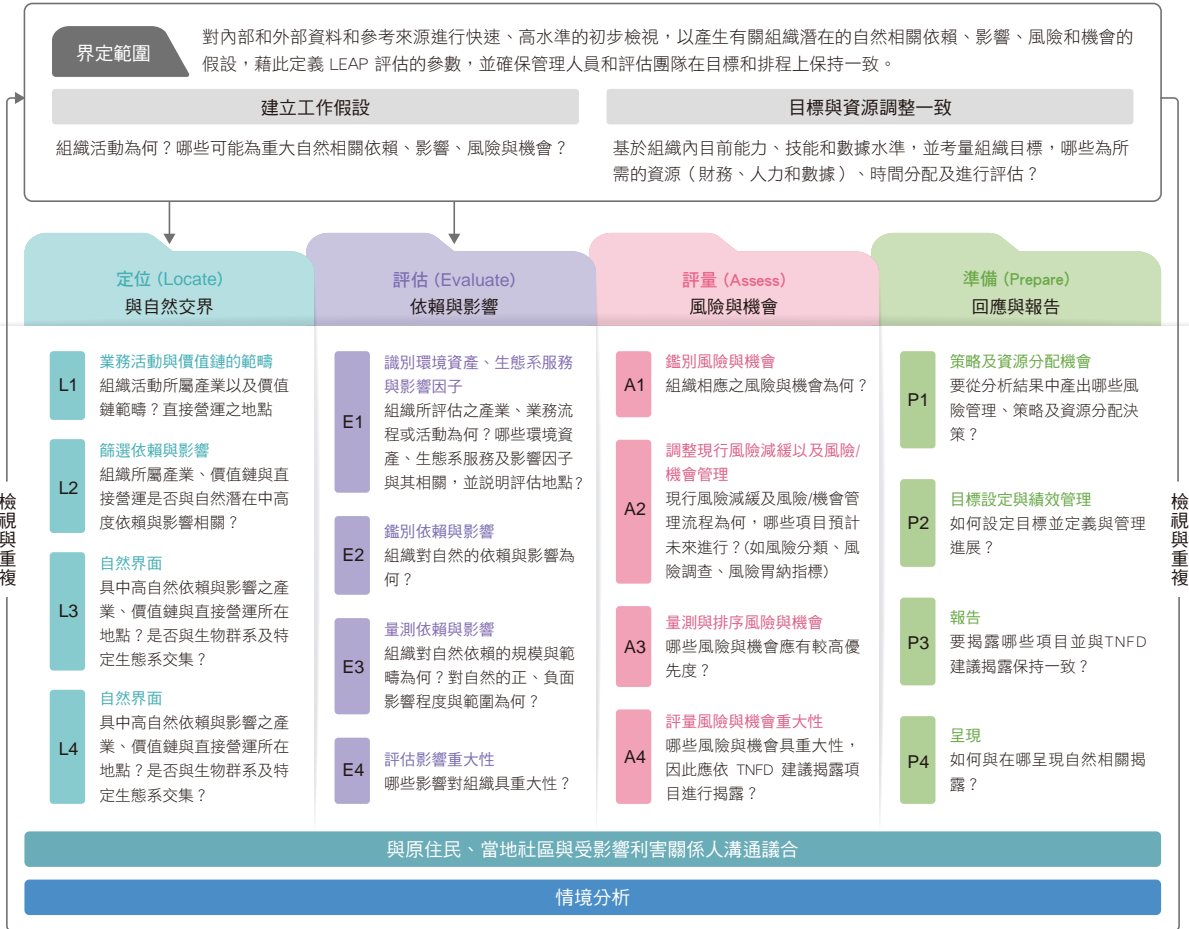 界定範圍
對內部和外部資料和參考來源進行快速、高水準的初步檢視，以產生有關組織潛在的自然相關依賴、影響、風險和機會的
假設，藉此定義 LEAP 評估的參數，並確保管理人員和評估團隊在目標和排程上保持一致。
建立工作假設
組織活動為何？哪些可能為重大自然相關依賴、影響、風險與機會？
目標與資源調整一致
基於組織內目前能力、技能和數據水準，並考量組織目標，哪些為所
需的資源（財務、人力和數據）、時間分配及進行評估？
檢視與重複
定位 (Locate)
與自然交界
L1
業務活動與價值鏈的範疇
組織活動所屬產業以及價值
鏈範疇？直接營運之地點
L2
篩選依賴與影響
組織所屬產業、價值鏈與直
接營運是否與自然潛在中高
度依賴與影響相關？
L3
自然界面
具中高自然依賴與影響之產
業、價值鏈與直接營運所在
地點？是否與生物群系及特
定生態系交集？
L4
自然界面
具中高自然依賴與影響之產
業、價值鏈與直接營運所在
地點？是否與生物群系及特
定生態系交集？
評估 (Evaluate)
依賴與影響
E1
識別環境資產、生態系服務
與影響因子
組織所評估之產業、業務流
程或活動為何？哪些環境資
產、生態系服務及影響因子
與其相關，並說明評估地點？
E2
鑑別依賴與影響
組織對自然的依賴與影響為
何？
E3
量測依賴與影響
組織對自然依賴的規模與範
疇為何？對自然的正、負面
影響程度與範圍為何？
E4
評估影響重大性
哪些影響對組織具重大性？
評量 (Assess)
風險與機會
A1
鑑別風險與機會
組織相應之風險與機會為何？
A2
調整現行風險減緩以及風險/
機會管理
現行風險減緩及風險/機會管
理流程為何，哪些項目預計
未來進行？(如風險分類、風
險調查、風險胃納指標)
A3
量測與排序風險與機會
哪些風險與機會應有較高優
先度？
A4
評量風險與機會重大性
哪些風險與機會具重大性，
因此應依 TNFD 建議揭露項
目進行揭露？
準備 (Prepare)
回應與報告
P1
策略及資源分配機會
要從分析結果中產出哪些風
險管理、策略及資源分配決
策？
P2
目標設定與績效管理
如何設定目標並定義與管理
進展？
P3
報告
要揭露哪些項目並與TNFD
建議揭露保持一致？
P4
呈現
如何與在哪呈現自然相關揭
露？
檢視與重複
與原住民、當地社區與受影響利害關係人溝通議合
情境分析